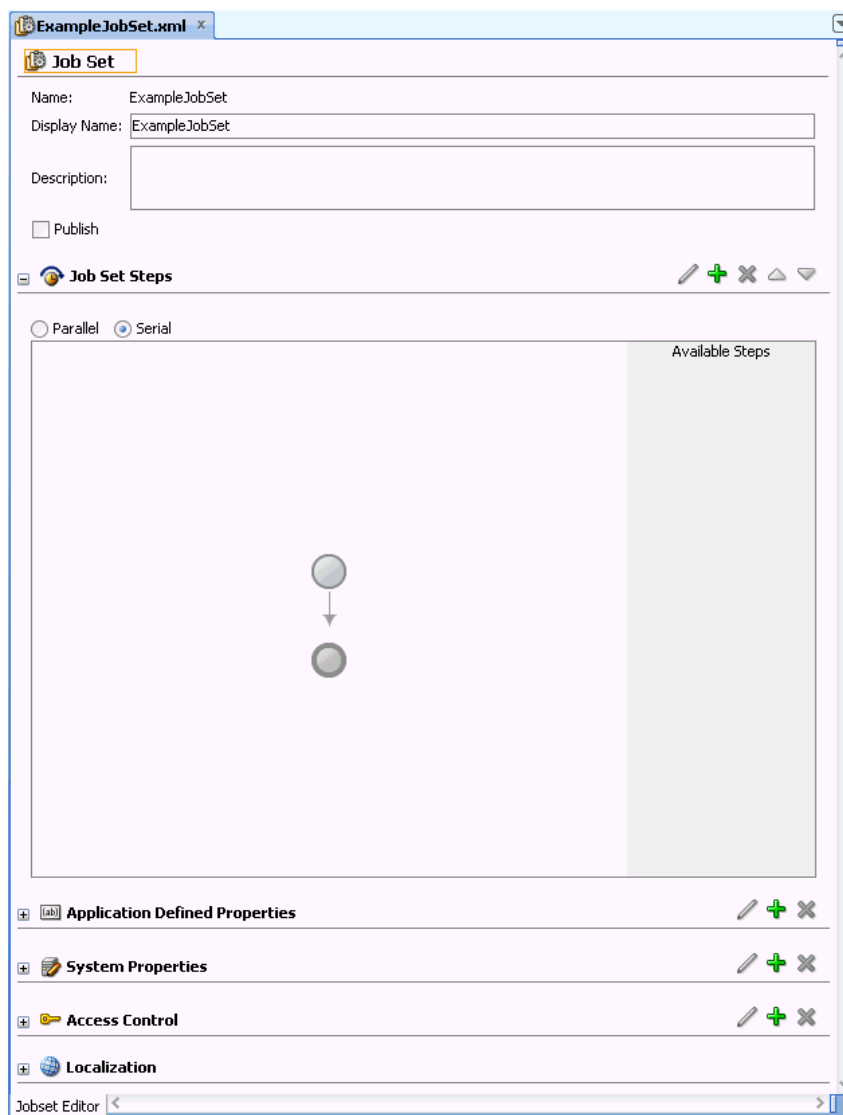 ExampleJobSet.xml
Job Set
Name: ExampleJobSet
Display Name: ExampleJobSet
Description:
Publish
Job Set Steps
Parallel Serial
Available Steps
(ab) Application Defined Properties
System Properties
Access Control
Localization
Jobset Editor